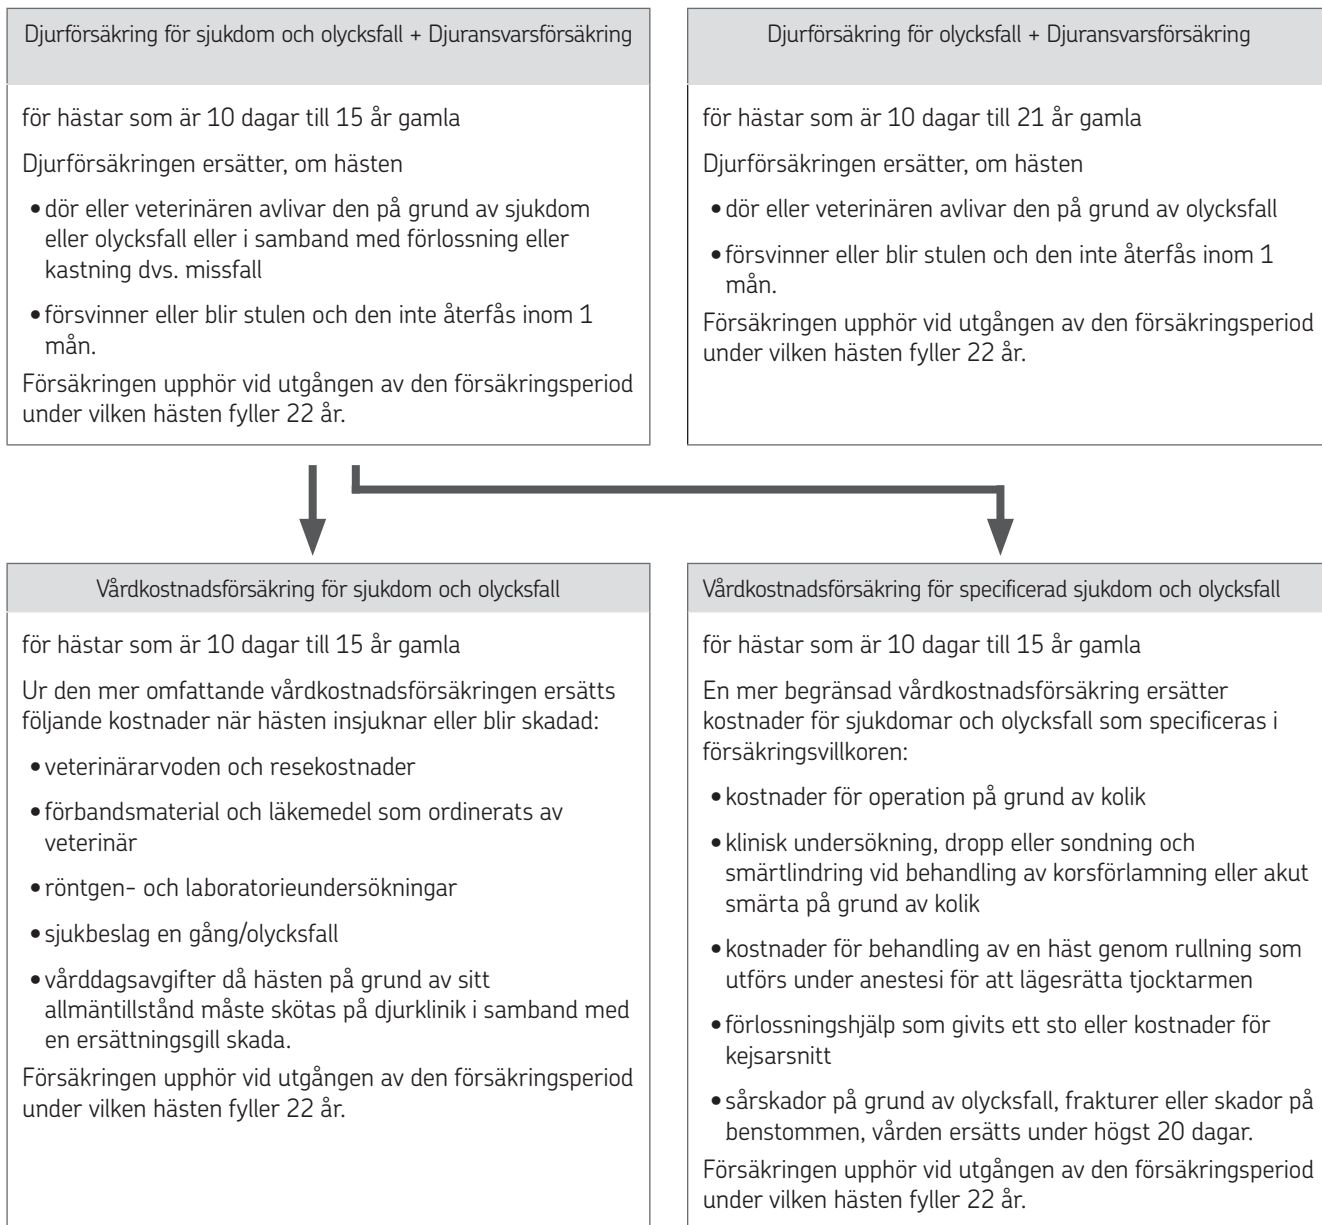 Djurförsäkring för sjukdom och olycksfall + Djuransvarsförsäkring
för hästar som är 10 dagar till 15 år gamla
Djurförsäkringen ersätter, om hästen
• dör eller veterinären avlivar den på grund av sjukdom
eller olycksfall eller i samband med förlossning eller
kastning dvs. missfall
• försvinner eller blir stulen och den inte återfås inom 1
mån.
Försäkringen upphör vid utgången av den försäkringsperiod
under vilken hästen fyller 22 år.
Djurförsäkring för olycksfall + Djuransvarsförsäkring
för hästar som är 10 dagar till 21 år gamla
Djurförsäkringen ersätter, om hästen
• dör eller veterinären avlivar den på grund av olycksfall
• försvinner eller blir stulen och den inte återfås inom 1
mån.
Försäkringen upphör vid utgången av den försäkringsperiod
under vilken hästen fyller 22 år.
Vårdkostnadsförsäkring för sjukdom och olycksfall
för hästar som är 10 dagar till 15 år gamla
Ur den mer omfattande vårdkostnadsförsäkringen ersätts
följande kostnader när hästen insjuknar eller blir skadad:
• veterinärarvoden och resekostnader
• förbandsmaterial och läkemedel som ordinerats av
veterinär
• röntgen- och laboratorieundersökningar
• sjukbeslag en gång/olycksfall
• vårddagsavgifter då hästen på grund av sitt
allmäntillstånd måste skötas på djurklinik i samband med
en ersättningsgill skada.
Försäkringen upphör vid utgången av den försäkringsperiod
under vilken hästen fyller 22 år.
Vårdkostnadsförsäkring för specificerad sjukdom och olycksfall
för hästar som är 10 dagar till 15 år gamla
En mer begränsad vårdkostnadsförsäkring ersätter
kostnader för sjukdomar och olycksfall som specificeras i
försäkringsvillkoren:
• kostnader för operation på grund av kolik
• klinisk undersökning, dropp eller sondning och
smärtlindring vid behandling av korsförlamning eller akut
smärta på grund av kolik
• kostnader för behandling av en häst genom rullning som
utförs under anestesi för att lägesrätta tjocktarmen
• förlossningshjälp som givits ett sto eller kostnader för
kejsarsnitt
• sårskador på grund av olycksfall, frakturer eller skador på
benstommen, vården ersätts under högst 20 dagar.
Försäkringen upphör vid utgången av den försäkringsperiod
under vilken hästen fyller 22 år.